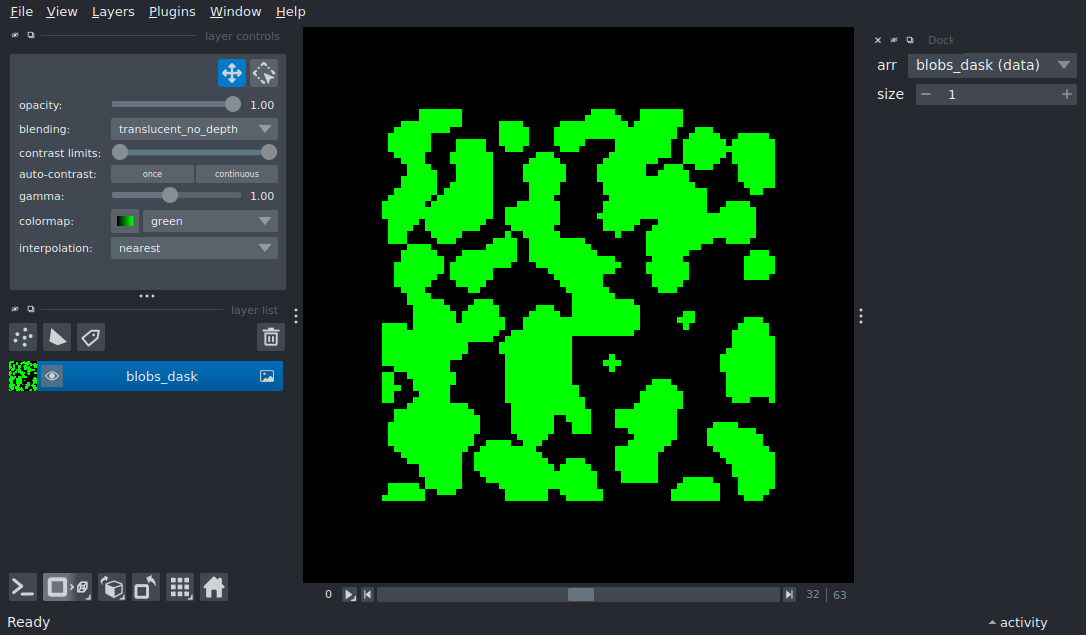 File View Layers Plugins Window Help
layer controls
opacity: 1.00
blending: translucent_no_depth
contrast limits:
auto-contrast: once continuous
gamma: 1.00
colormap: green
interpolation: nearest
layer list
blobs_dask
0 32 63
Ready
Dock
arr blobs_dask (data)
size 1
activity